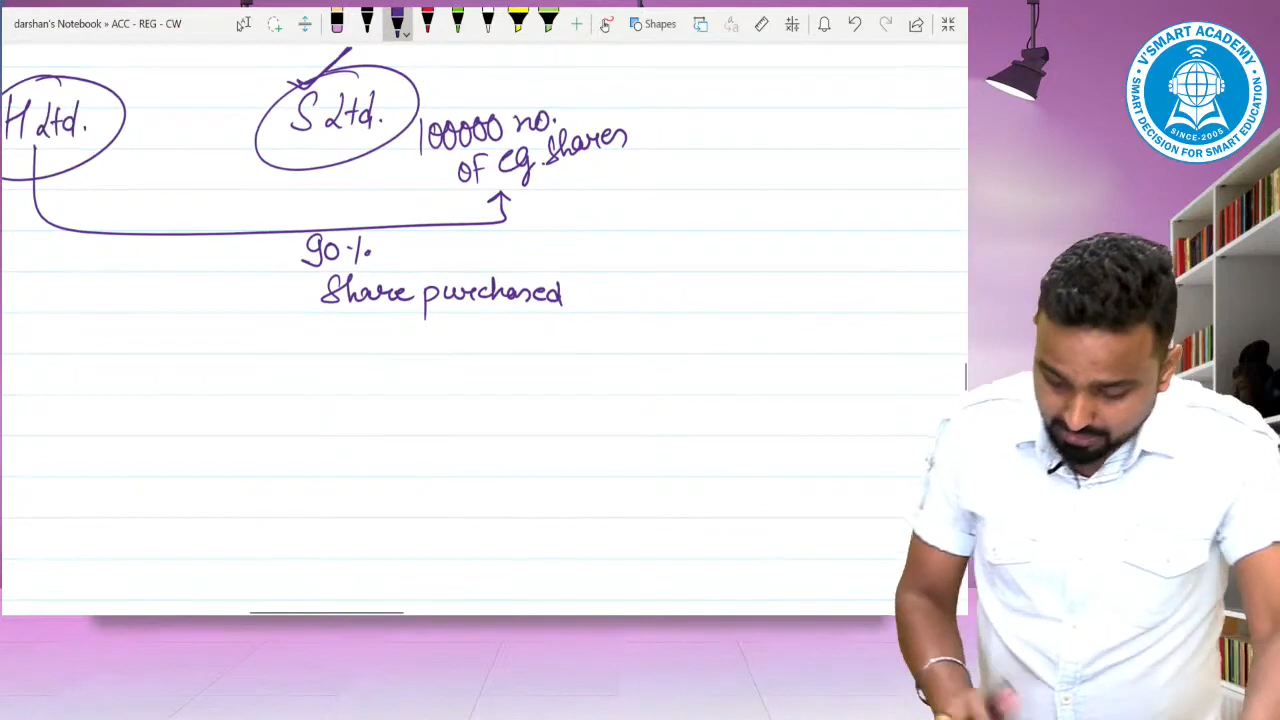 darshan's Notebook » ACC - REG - CW
Shapes
H Ltd.
S Ltd.
100000 no.
of Eq. Shares
90%
Share purchased
V'SMART ACADEMY
SINCE-2005
SMART DECISION FOR SMART EDUCATION